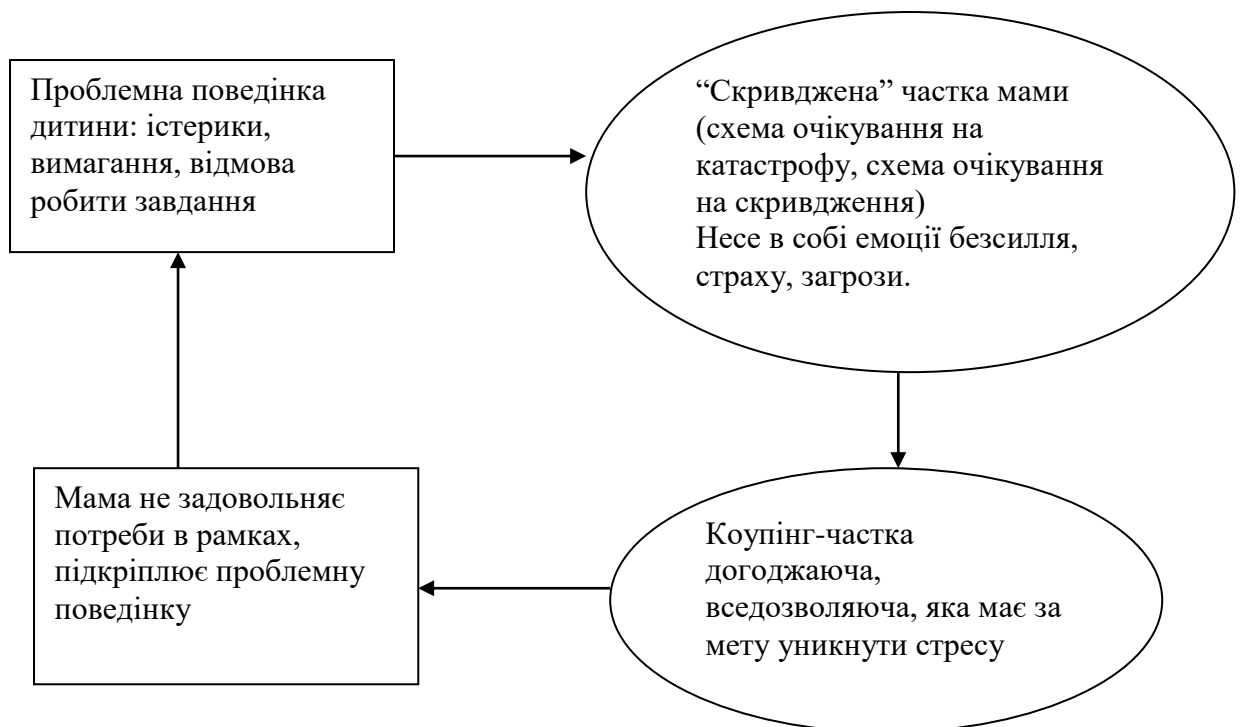 Проблемна поведінка
дитини: істерики,
вимагання, відмова
робити завдання
“Скривджена” частка мами
(схема очікування на
катастрофу, схема очікування
на скривдження)
Несе в собі емоції безсилля,
страху, загрози.
Коупінг-частка
догоджаюча,
вседозволяюча, яка має за
мету уникнути стресу
Мама не задовольняє
потреби в рамках,
підкріплює проблемну
поведінку